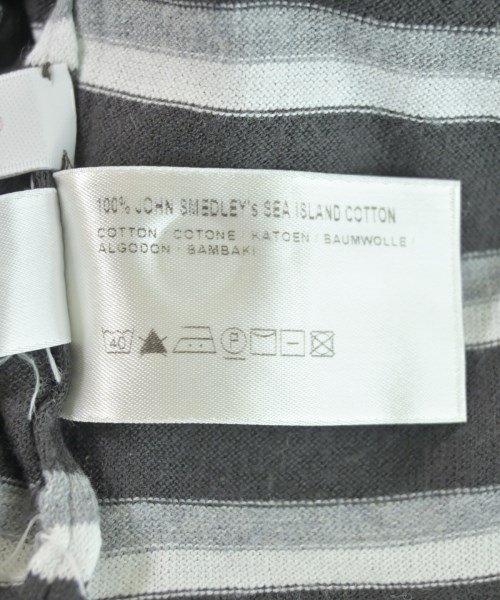 100% JOHN SMEDLEY's SEA ISLAND COTTON
COTTON / COTONE / KATOEN / BAUMWOLLE /
ALGODON / BAMBAKI
40 P